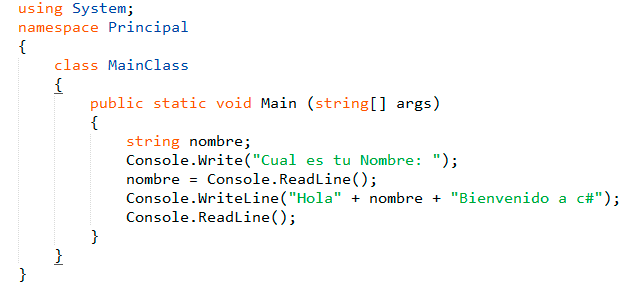 using System;
namespace Principal
{
    class MainClass
    {
        public static void Main (string[] args)
        {
            string nombre;
            Console.Write("Cual es tu Nombre: ");
            nombre = Console.ReadLine();
            Console.WriteLine("Hola" + nombre + "Bienvenido a c#");
            Console.ReadLine();
        }
    }
}